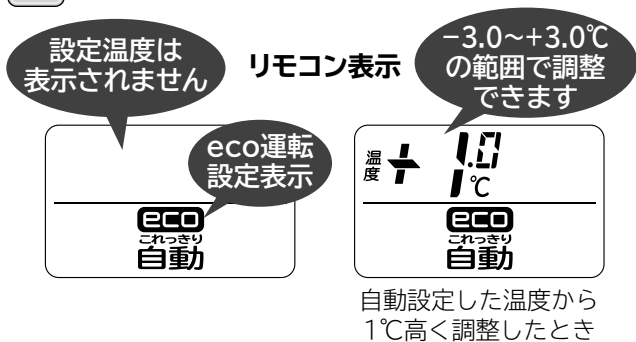 設定温度は
表示されません
リモコン表示
−3.0~+3.0℃
の範囲で調整
できます
eco運転
設定表示
eco
これっきり
自動
温度 + 1.0℃
eco
これっきり
自動
自動設定した温度から
1℃高く調整したとき